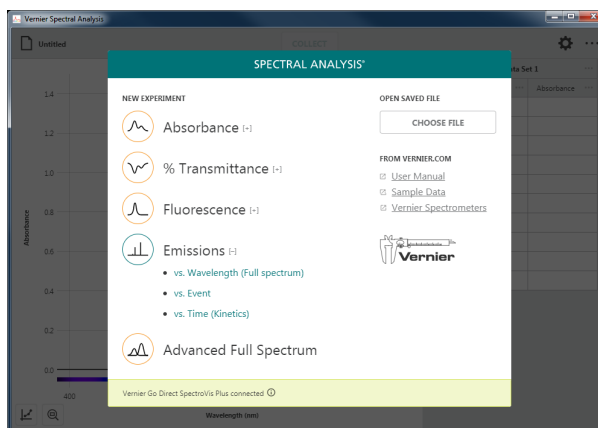 Vernier Spectral Analysis
Untitled
COLLECT
SPECTRAL ANALYSIS®
ta Set 1
Absorbance
NEW EXPERIMENT
Absorbance [+]
% Transmittance [+]
Fluorescence [+]
Emissions [-]
• vs. Wavelength (Full spectrum)
• vs. Event
• vs. Time (Kinetics)
Advanced Full Spectrum
OPEN SAVED FILE
CHOOSE FILE
FROM VERNIER.COM
User Manual
Sample Data
Vernier Spectrometers
Vernier
Vernier Go Direct SpectroVis Plus connected
Absorbance
1.4
1.2
1.0
0.8
0.6
0.4
0.2
0.0
400
Wavelength (nm)